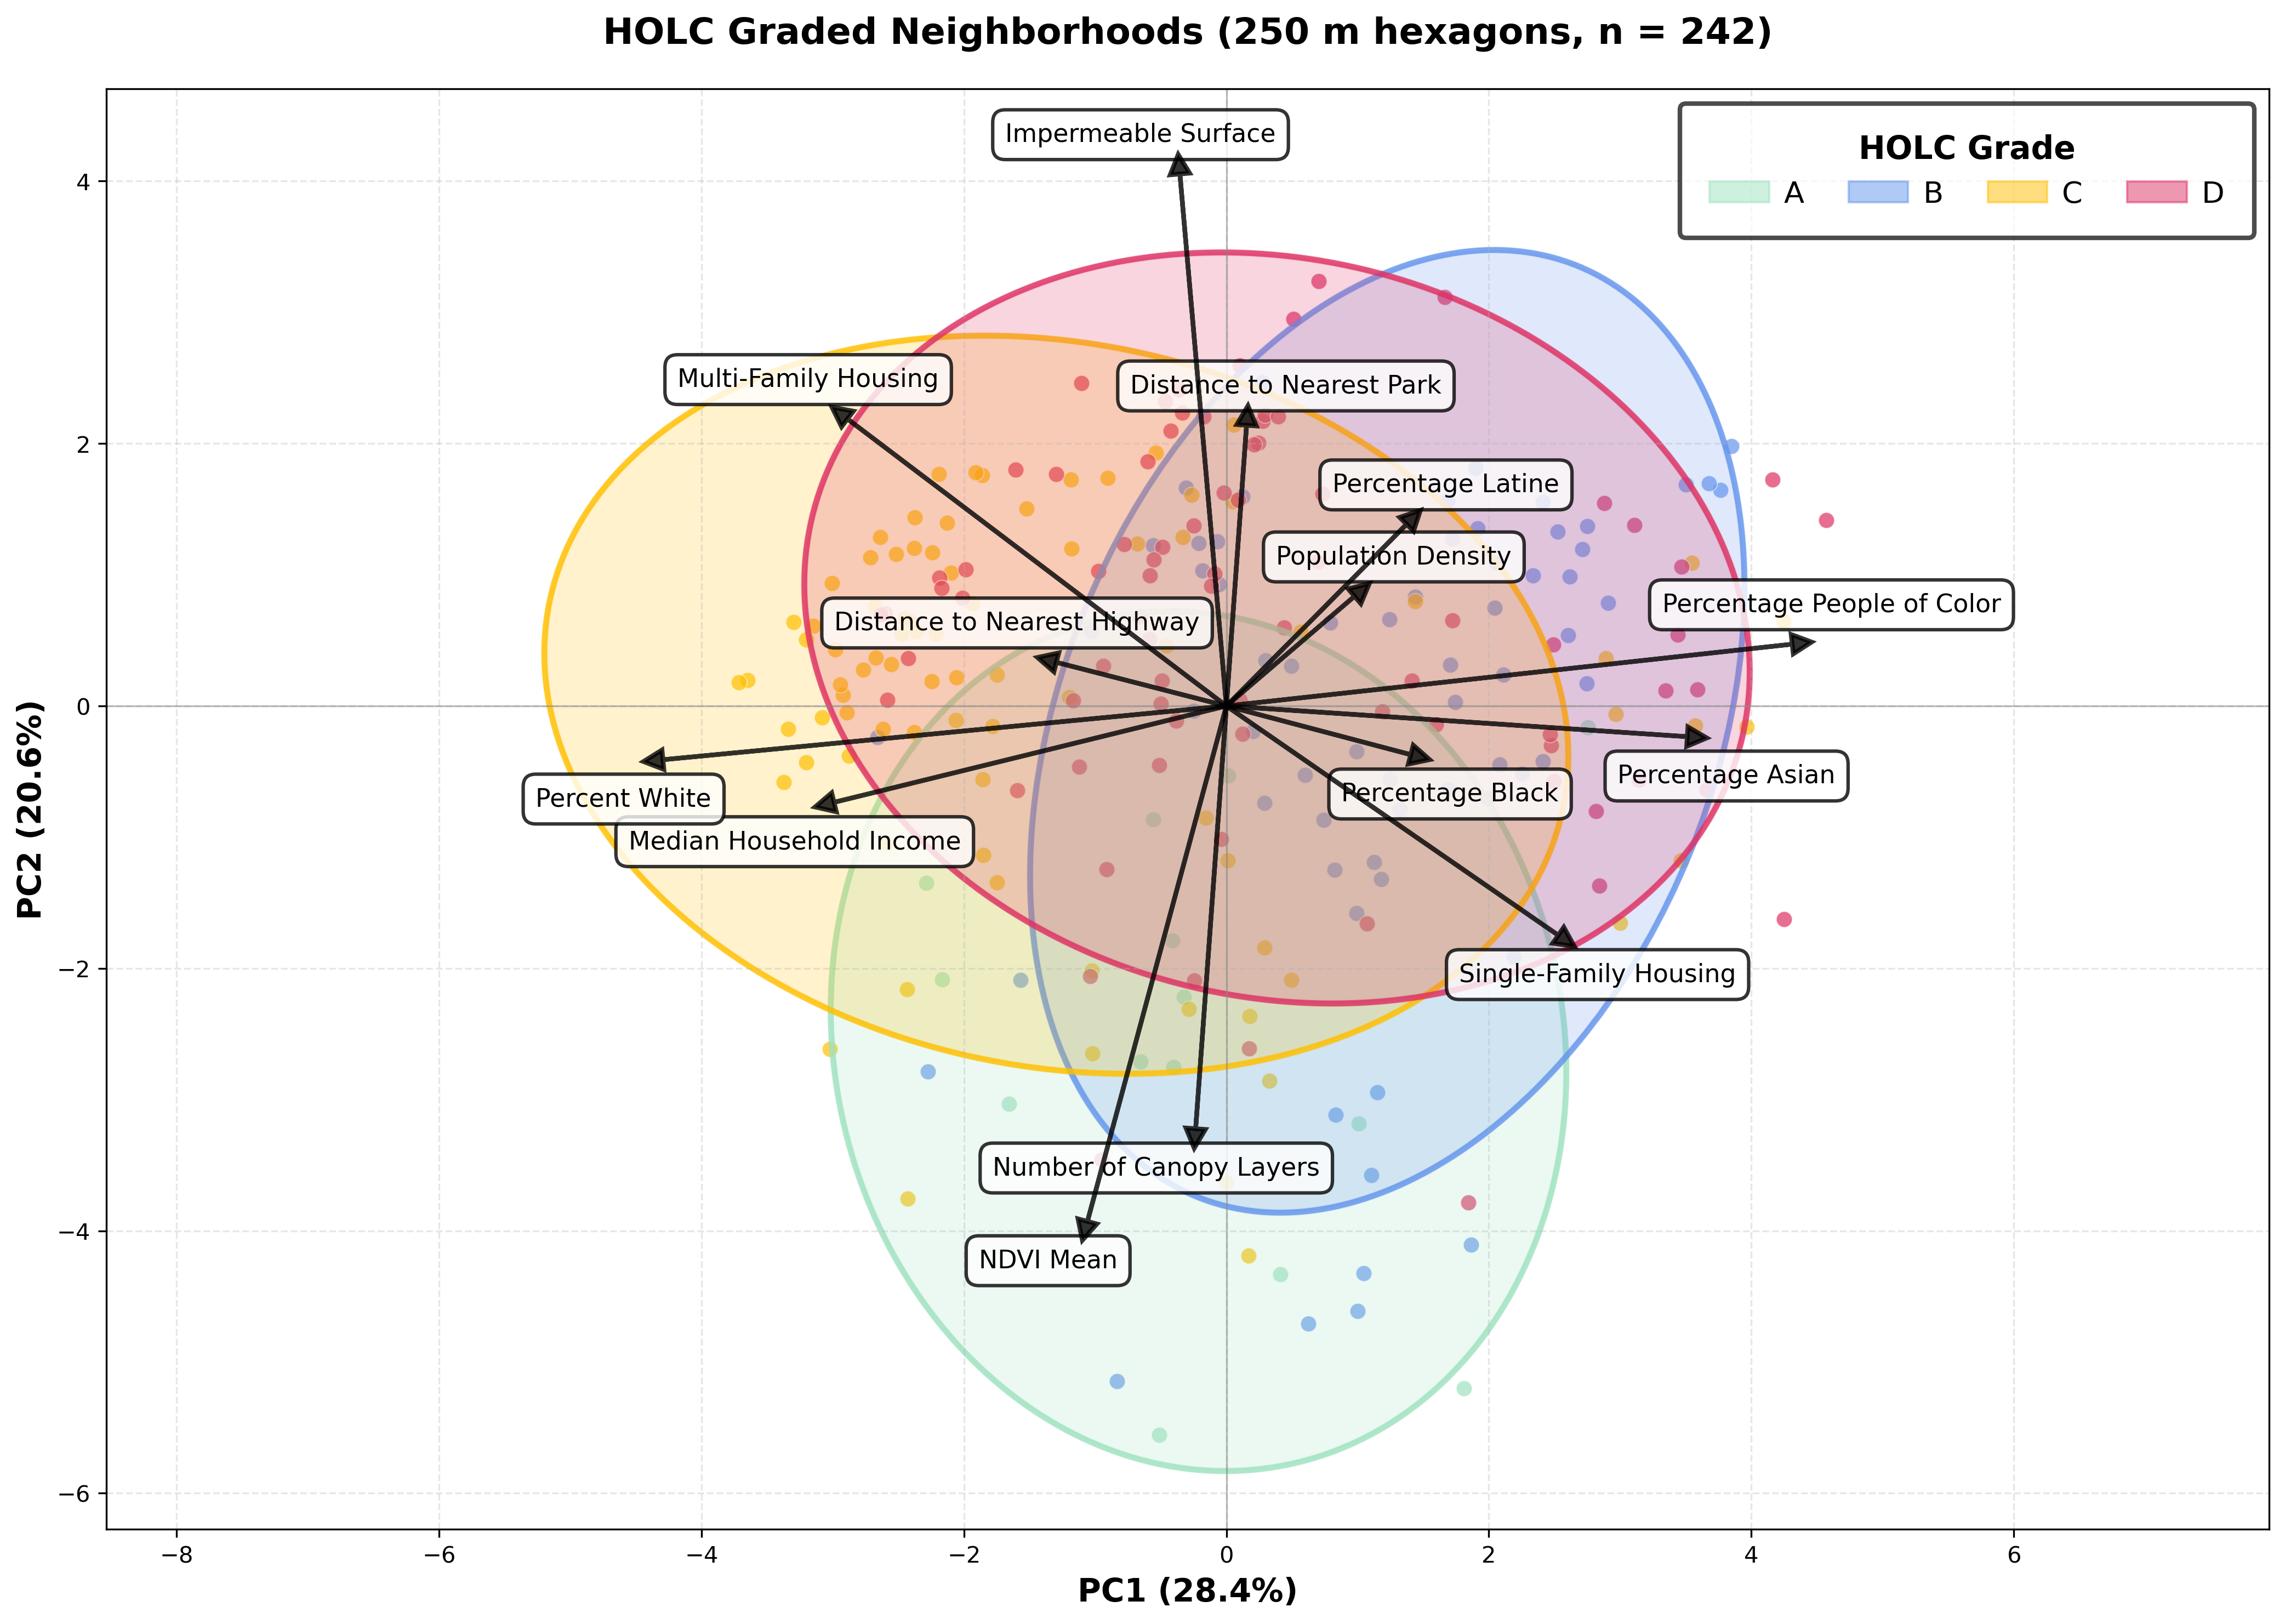 HOLC Graded Neighborhoods (250 m hexagons, n = 242)
HOLC Grade
A B C D
Impermeable Surface
Multi-Family Housing
Distance to Nearest Park
Percentage Latine
Population Density
Distance to Nearest Highway
Percentage People of Color
Percent White
Median Household Income
Percentage Black
Percentage Asian
Single-Family Housing
Number of Canopy Layers
NDVI Mean
4
2
0
−2
−4
−6
PC2 (20.6%)
−8 −6 −4 −2 0 2 4 6
PC1 (28.4%)